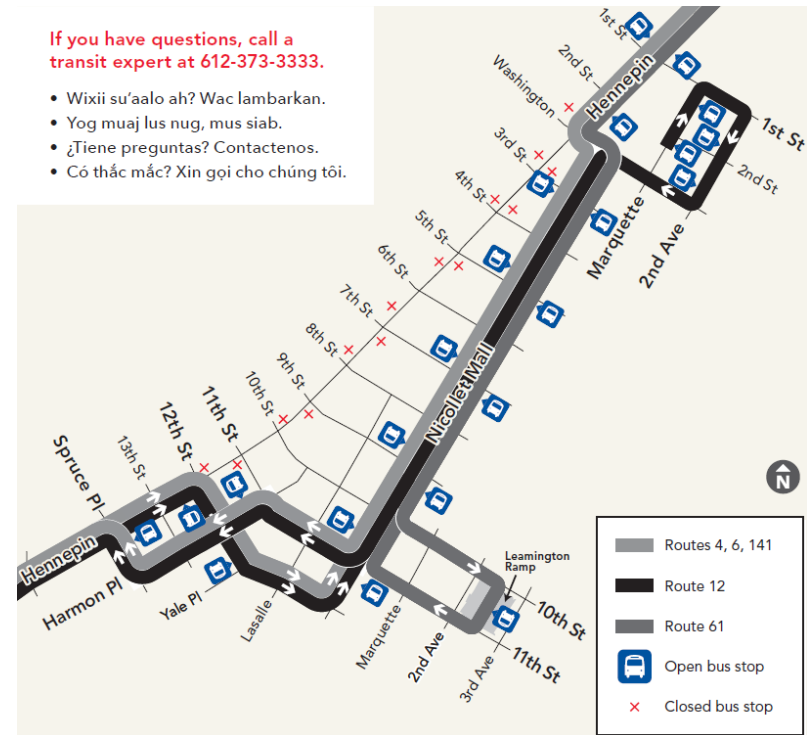 If you have questions, call a
transit expert at 612-373-3333.
• Wixii su'aalo ah? Wac lambarkan.
• Yog muaj lus nug, mus siab.
• ¿Tiene preguntas? Contactenos.
• Có thắc mắc? Xin gọi cho chúng tôi.
1st St
2nd St
Hennepin
Washington
3rd St
4th St
5th St
6th St
7th St
8th St
9th St
10th St
11th St
12th St
13th St
Spruce Pl
Hennepin
Harmon Pl
Yale Pl
Lasalle
Nicollet Mall
1st St
2nd St
Marquette
2nd Ave
Marquette
2nd Ave
3rd Ave
Leamington
Ramp
10th St
11th St
N
Routes 4, 6, 141
Route 12
Route 61
Open bus stop
Closed bus stop